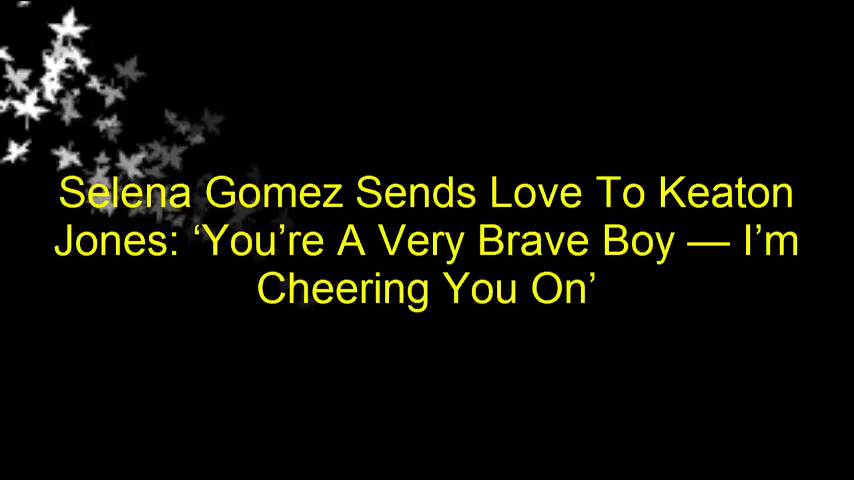 Selena Gomez Sends Love To Keaton
Jones: ‘You’re A Very Brave Boy — I’m
Cheering You On’